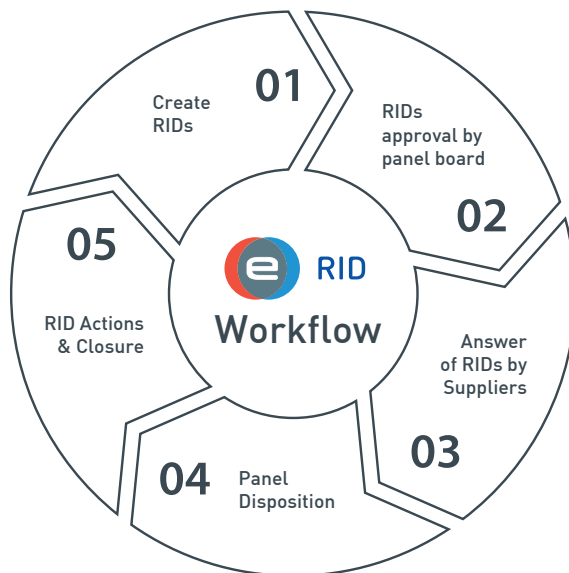 01
Create
RIDs
RIDs
approval by
panel board
02
Answer
of RIDs by
Suppliers
03
04
Panel
Disposition
05
RID Actions
& Closure
e RID
Workflow